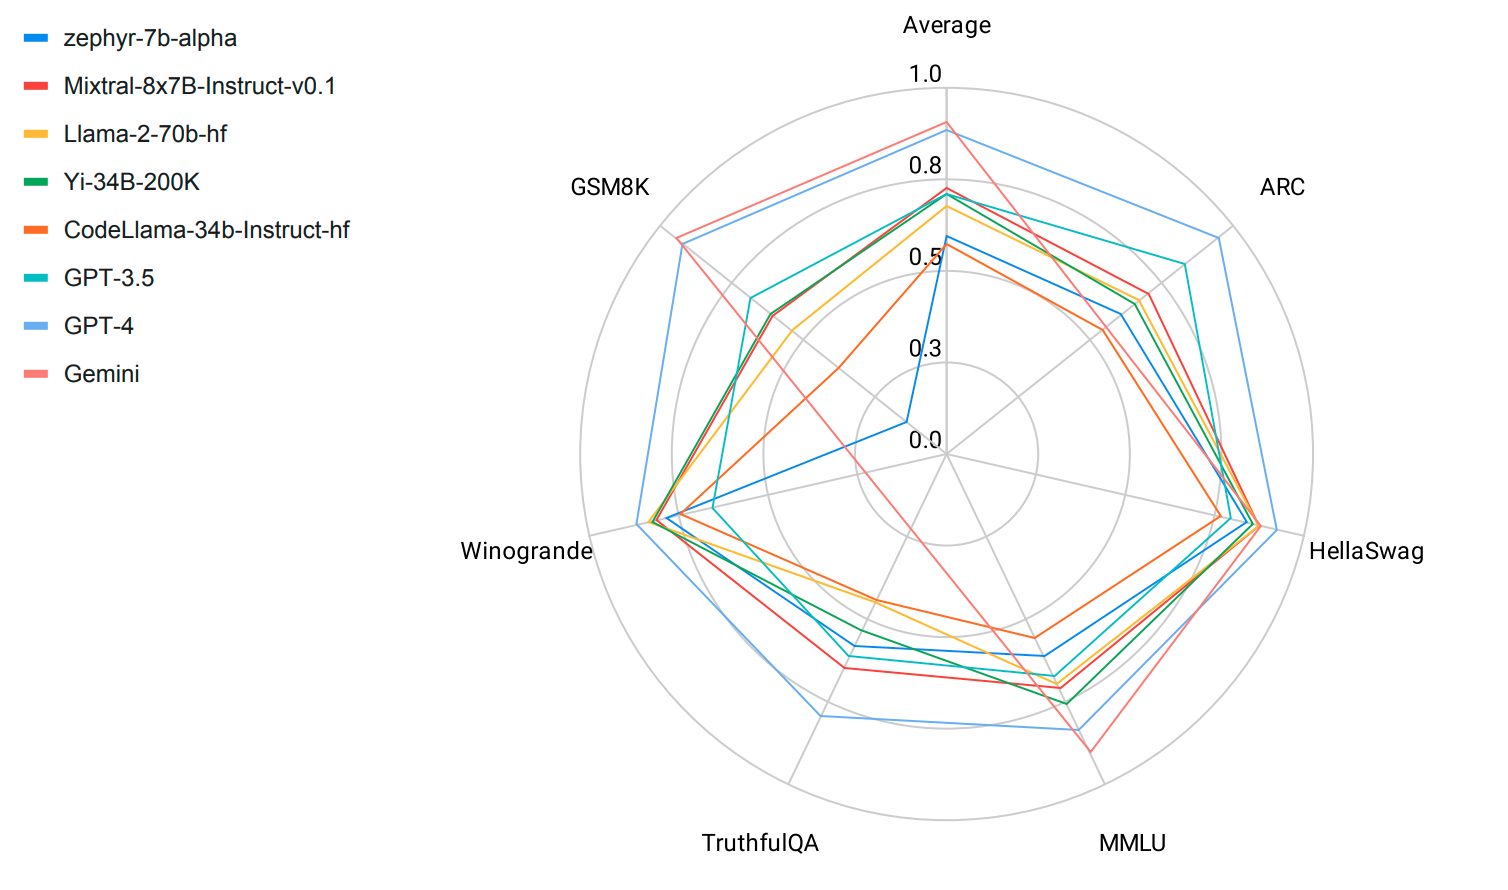 zephyr-7b-alpha
Mixtral-8x7B-Instruct-v0.1
Llama-2-70b-hf
Yi-34B-200K
CodeLlama-34b-Instruct-hf
GPT-3.5
GPT-4
Gemini
Average
1.0
0.8
0.5
0.3
0.0
GSM8K
ARC
Winogrande
HellaSwag
TruthfulQA
MMLU